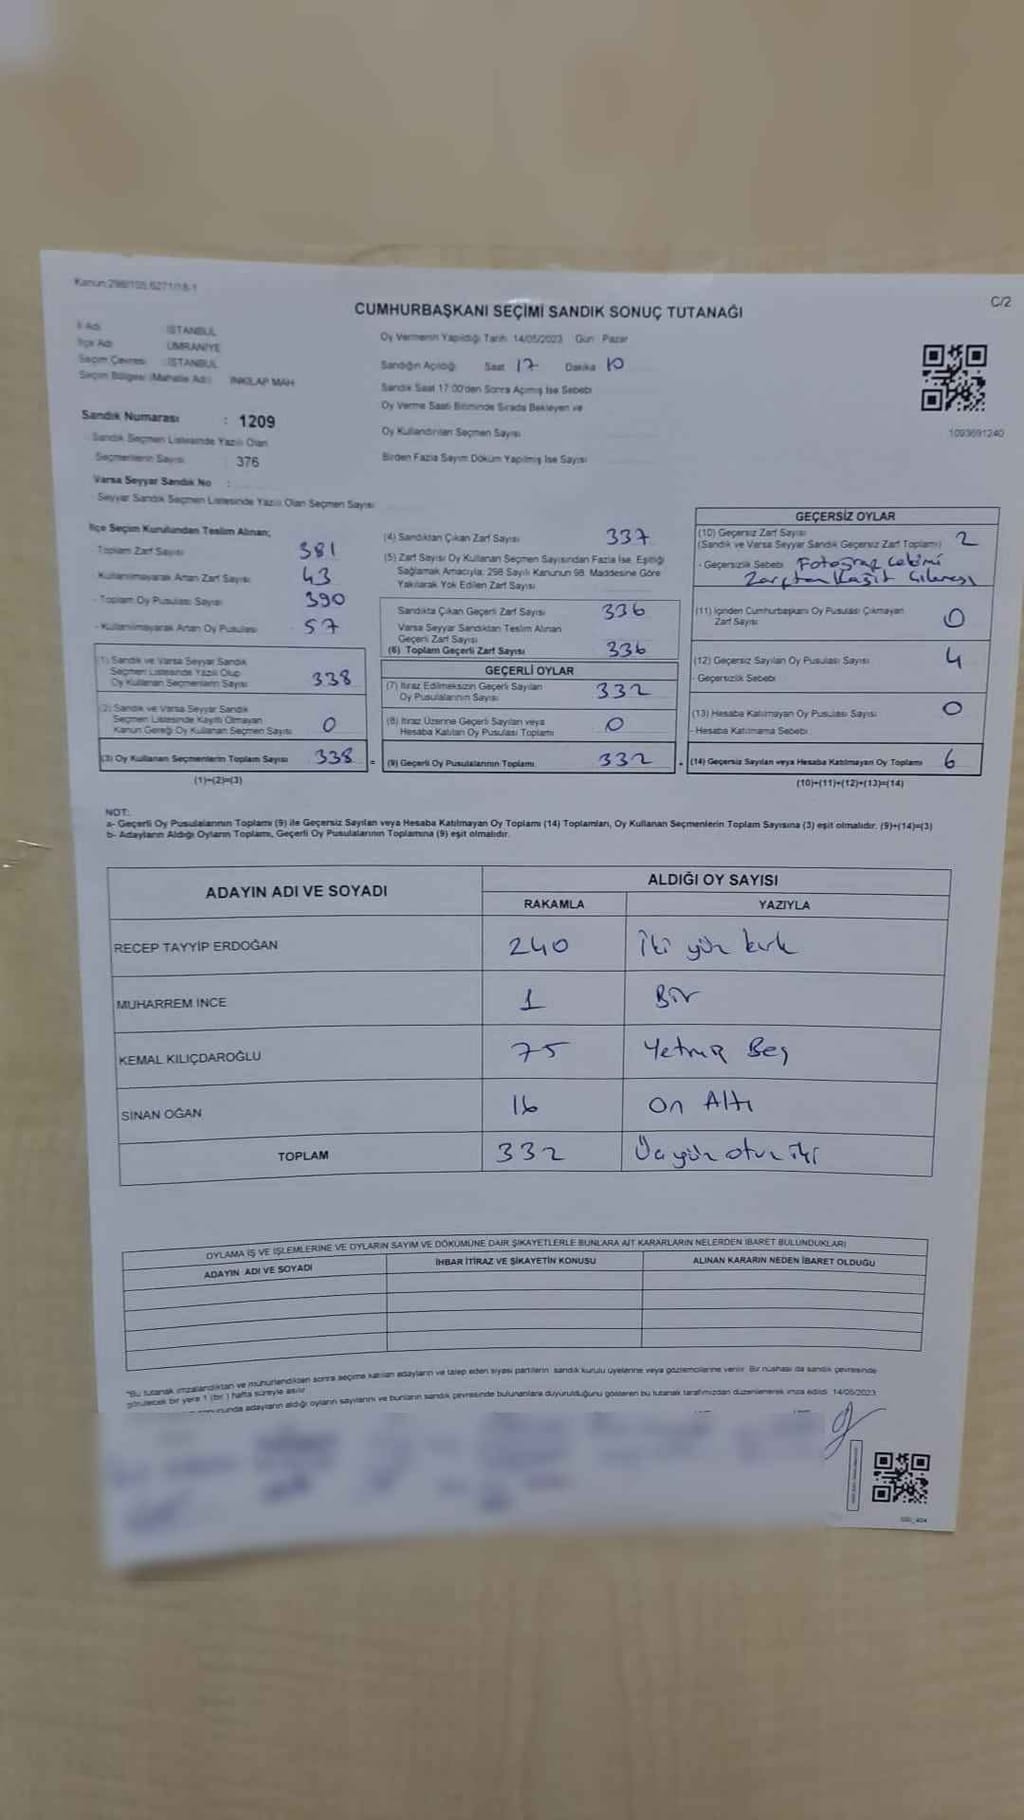 Kanun:298/105,6271/18-1
C/2
CUMHURBAŞKANI SEÇİMİ SANDIK SONUÇ TUTANAĞI
İl Adı İSTANBUL
İlçe Adı ÜMRANİYE
Seçim Çevresi İSTANBUL
Seçim Bölgesi (Mahalle Adı) İNKILAP MAH
Oy Vermenin Yapıldığı Tarih 14/05/2023 Gün Pazar
Sandığın Açıldığı Saat 17 Dakika 10
Sandık Saat 17.00'den Sonra Açılmış İse Sebebi
Oy Verme Saati Bitiminde Sırada Bekleyen ve
Oy Kullandırılan Seçmen Sayısı
Birden Fazla Sayım Döküm Yapılmış İse Sayısı
1093691240
Sandık Numarası : 1209
Sandık Seçmen Listesinde Yazılı Olan
Seçmenlerin Sayısı 376
Varsa Seyyar Sandık No :
Seyyar Sandık Seçmen Listesinde Yazılı Olan Seçmen Sayısı
İlçe Seçim Kurulundan Teslim Alınan;
Toplam Zarf Sayısı 381
- Kullanılmayarak Artan Zarf Sayısı 43
- Toplam Oy Pusulası Sayısı 390
- Kullanılmayarak Artan Oy Pusulası 57
(1) Sandık ve Varsa Seyyar Sandık
Seçmen Listesinde Yazılı Olup
Oy Kullanan Seçmenlerin Sayısı 338
(2) Sandık ve Varsa Seyyar Sandık
Seçmen Listesinde Kayıtlı Olmayan
Kanun Gereği Oy Kullanan Seçmen Sayısı 0
(3) Oy Kullanan Seçmenlerin Toplam Sayısı 338 =
(1)+(2)=(3)
(4) Sandıktan Çıkan Zarf Sayısı 337
(5) Zarf Sayısı Oy Kullanan Seçmen Sayısından Fazla İse, Eşitliği
Sağlamak Amacıyla, 298 Sayılı Kanunun 98. Maddesine Göre
Yakılarak Yok Edilen Zarf Sayısı
Sandıkta Çıkan Geçerli Zarf Sayısı 336
Varsa Seyyar Sandıktan Teslim Alınan
Geçerli Zarf Sayısı
(6) Toplam Geçerli Zarf Sayısı 336
GEÇERLİ OYLAR
(7) İtiraz Edilmeksizin Geçerli Sayılan
Oy Pusulalarının Sayısı 332
(8) İtiraz Üzerine Geçerli Sayılan veya
Hesaba Katılan Oy Pusulası Toplamı 0
(9) Geçerli Oy Pusulalarının Toplamı 332
GEÇERSİZ OYLAR
(10) Geçersiz Zarf Sayısı
(Sandık ve Varsa Seyyar Sandık Geçersiz Zarf Toplamı) 2
- Geçersizlik Sebebi Fotoğraf Çekimi
Zarftan Kağıt Çıkması
(11) İçinden Cumhurbaşkanı Oy Pusulası Çıkmayan
Zarf Sayısı 0
(12) Geçersiz Sayılan Oy Pusulası Sayısı 4
- Geçersizlik Sebebi
(13) Hesaba Katılmayan Oy Pusulası Sayısı 0
- Hesaba Katılmama Sebebi
(14) Geçersiz Sayılan veya Hesaba Katılmayan Oy Toplamı 6
(10)+(11)+(12)+(13)=(14)
NOT:
a- Geçerli Oy Pusulalarının Toplamı (9) ile Geçersiz Sayılan veya Hesaba Katılmayan Oy Toplamı (14) Toplamları, Oy Kullanan Seçmenlerin Toplam Sayısına (3) eşit olmalıdır. (9)+(14)=(3)
b- Adayların Aldığı Oyların Toplamı, Geçerli Oy Pusulalarının Toplamına (9) eşit olmalıdır.
ADAYIN ADI VE SOYADI
ALDIĞI OY SAYISI
RAKAMLA YAZIYLA
RECEP TAYYİP ERDOĞAN 240 İki yüz kırk
MUHARREM İNCE 1 Bir
KEMAL KILIÇDAROĞLU 75 Yetmiş Beş
SİNAN OĞAN 16 On Altı
TOPLAM 332 Üçyüz otuz iki
OYLAMA İŞ VE İŞLEMLERİNE VE OYLARIN SAYIM VE DÖKÜMÜNE DAİR ŞİKAYETLERLE BUNLARA AİT KARARLARIN NELERDEN İBARET BULUNDUKLARI
ADAYIN ADI VE SOYADI İHBAR İTİRAZ VE ŞİKAYETİN KONUSU ALINAN KARARIN NEDEN İBARET OLDUĞU
"Bu tutanak imzalandıktan ve mühürlendikten sonra seçime katılan adayların ve talep eden siyasi partilerin sandık kurulu üyelerine veya gözlemcilerine verilir. Bir nüshası da sandık çevresinde
görülecek bir yere 1 (bir) hafta süreyle asılır.
sonucunda adayların aldığı oyların sayılarını ve bunların sandık çevresinde bulunanlara duyurulduğunu gösteren bu tutanak tarafımızdan düzenlenerek imza edildi. 14/05/2023